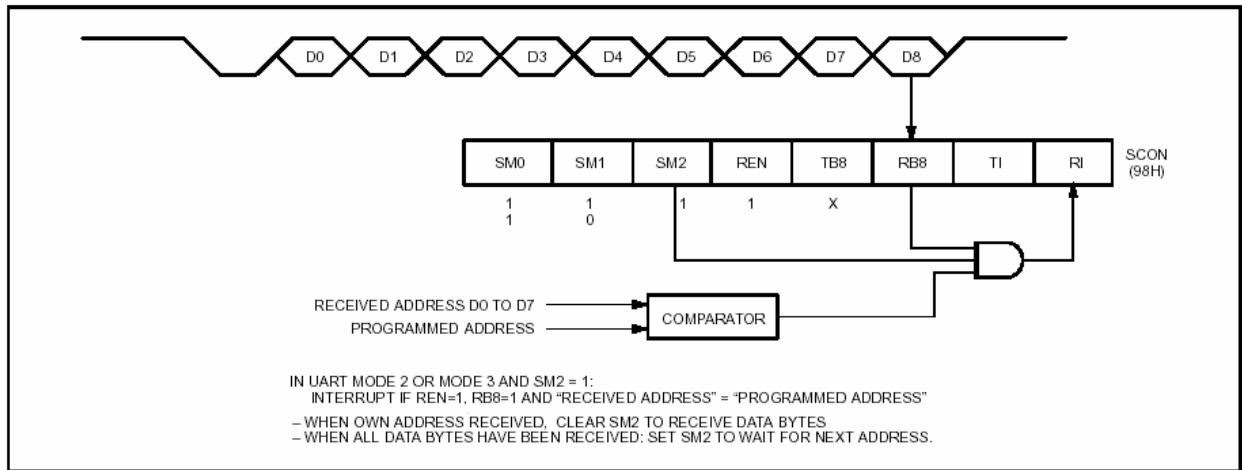 D0 D1 D2 D3 D4 D5 D6 D7 D8
SM0 SM1 SM2 REN TB8 RB8 TI RI
SCON
(98H)
1 1 1 1 X
1 0
RECEIVED ADDRESS D0 TO D7
PROGRAMMED ADDRESS
COMPARATOR
IN UART MODE 2 OR MODE 3 AND SM2 = 1:
INTERRUPT IF REN=1, RB8=1 AND “RECEIVED ADDRESS” = “PROGRAMMED ADDRESS”
– WHEN OWN ADDRESS RECEIVED, CLEAR SM2 TO RECEIVE DATA BYTES
– WHEN ALL DATA BYTES HAVE BEEN RECEIVED: SET SM2 TO WAIT FOR NEXT ADDRESS.